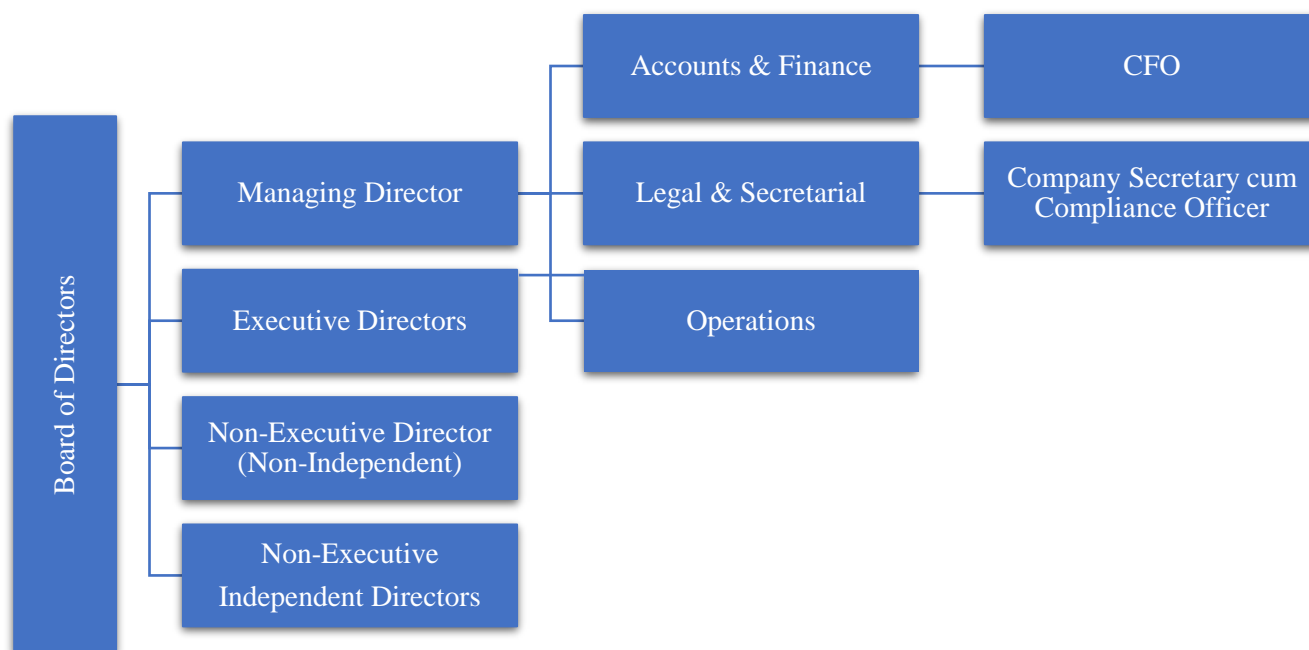 Board of Directors
Managing Director
Executive Directors
Non-Executive Director
(Non-Independent)
Non-Executive
Independent Directors
Accounts & Finance
Legal & Secretarial
Operations
CFO
Company Secretary cum
Compliance Officer